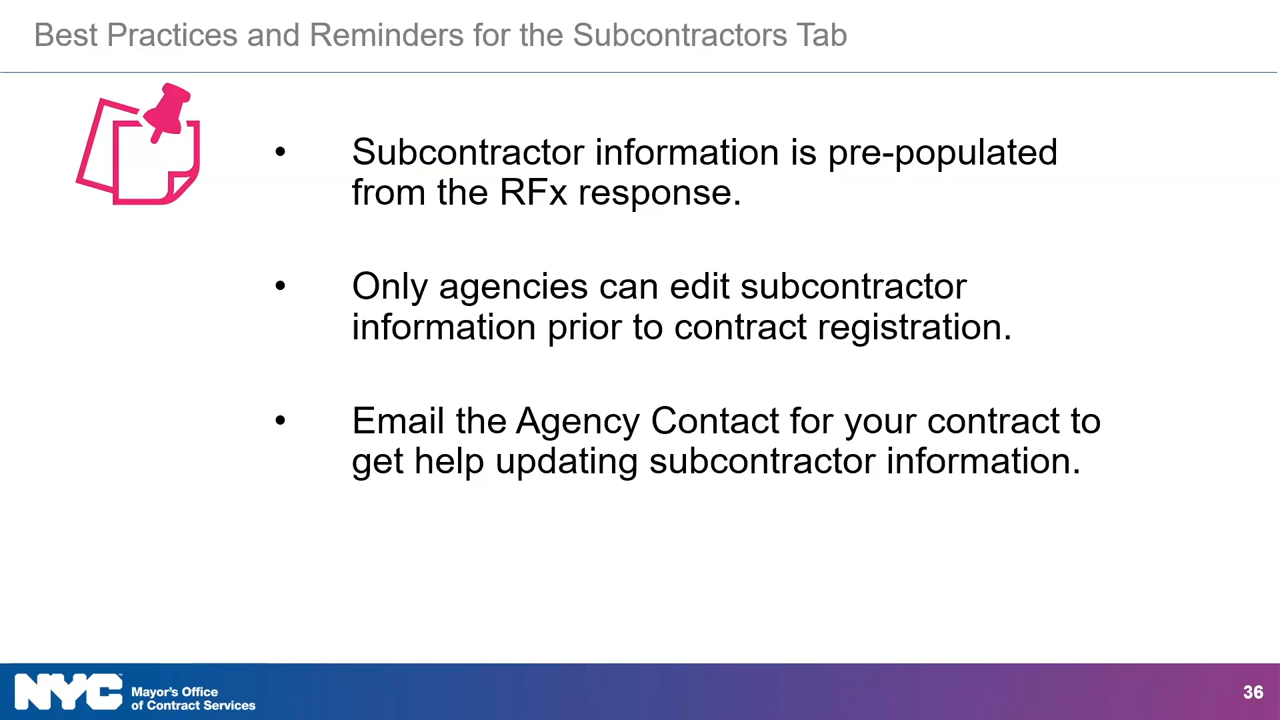 Best Practices and Reminders for the Subcontractors Tab
• Subcontractor information is pre-populated
from the RFx response.
• Only agencies can edit subcontractor
information prior to contract registration.
• Email the Agency Contact for your contract to
get help updating subcontractor information.
NYC
Mayor's Office
of Contract Services
36